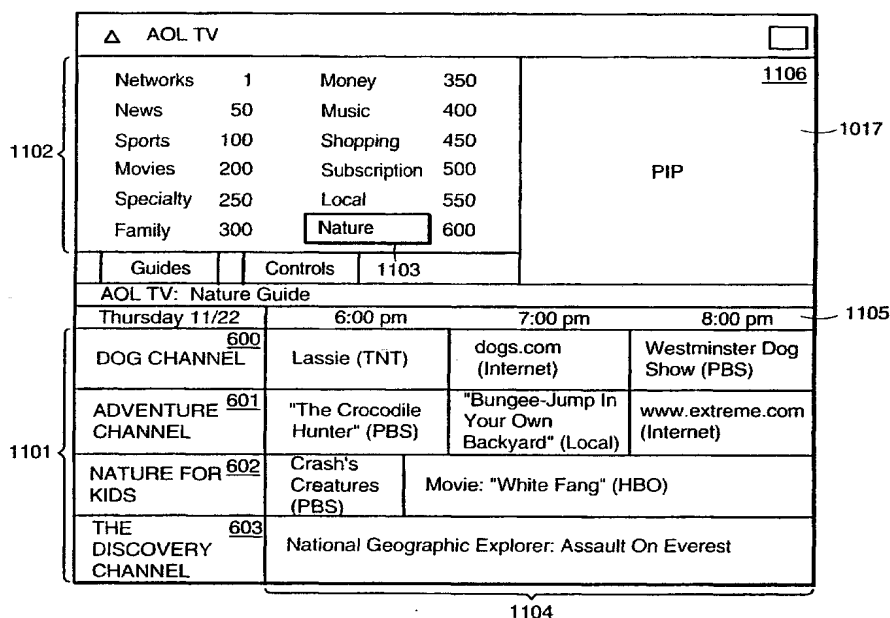 △ AOL TV
Networks 1 Money 350 1106
News 50 Music 400
1017
Sports 100 Shopping 450
1102
Movies 200 Subscription 500 PIP
Specialty 250 Local 550
Family 300 Nature 600
Guides Controls 1103
AOL TV: Nature Guide
Thursday 11/22 6:00 pm 7:00 pm 8:00 pm 1105
600
DOG CHANNEL
Lassie (TNT)
dogs.com
(Internet)
Westminster Dog
Show (PBS)
ADVENTURE 601
CHANNEL
"The Crocodile
Hunter" (PBS)
"Bungee-Jump In
Your Own
Backyard" (Local)
www.extreme.com
(Internet)
1101
NATURE FOR 602
KIDS
Crash's
Creatures
(PBS)
Movie: "White Fang" (HBO)
THE 603
DISCOVERY
CHANNEL
National Geographic Explorer: Assault On Everest
1104